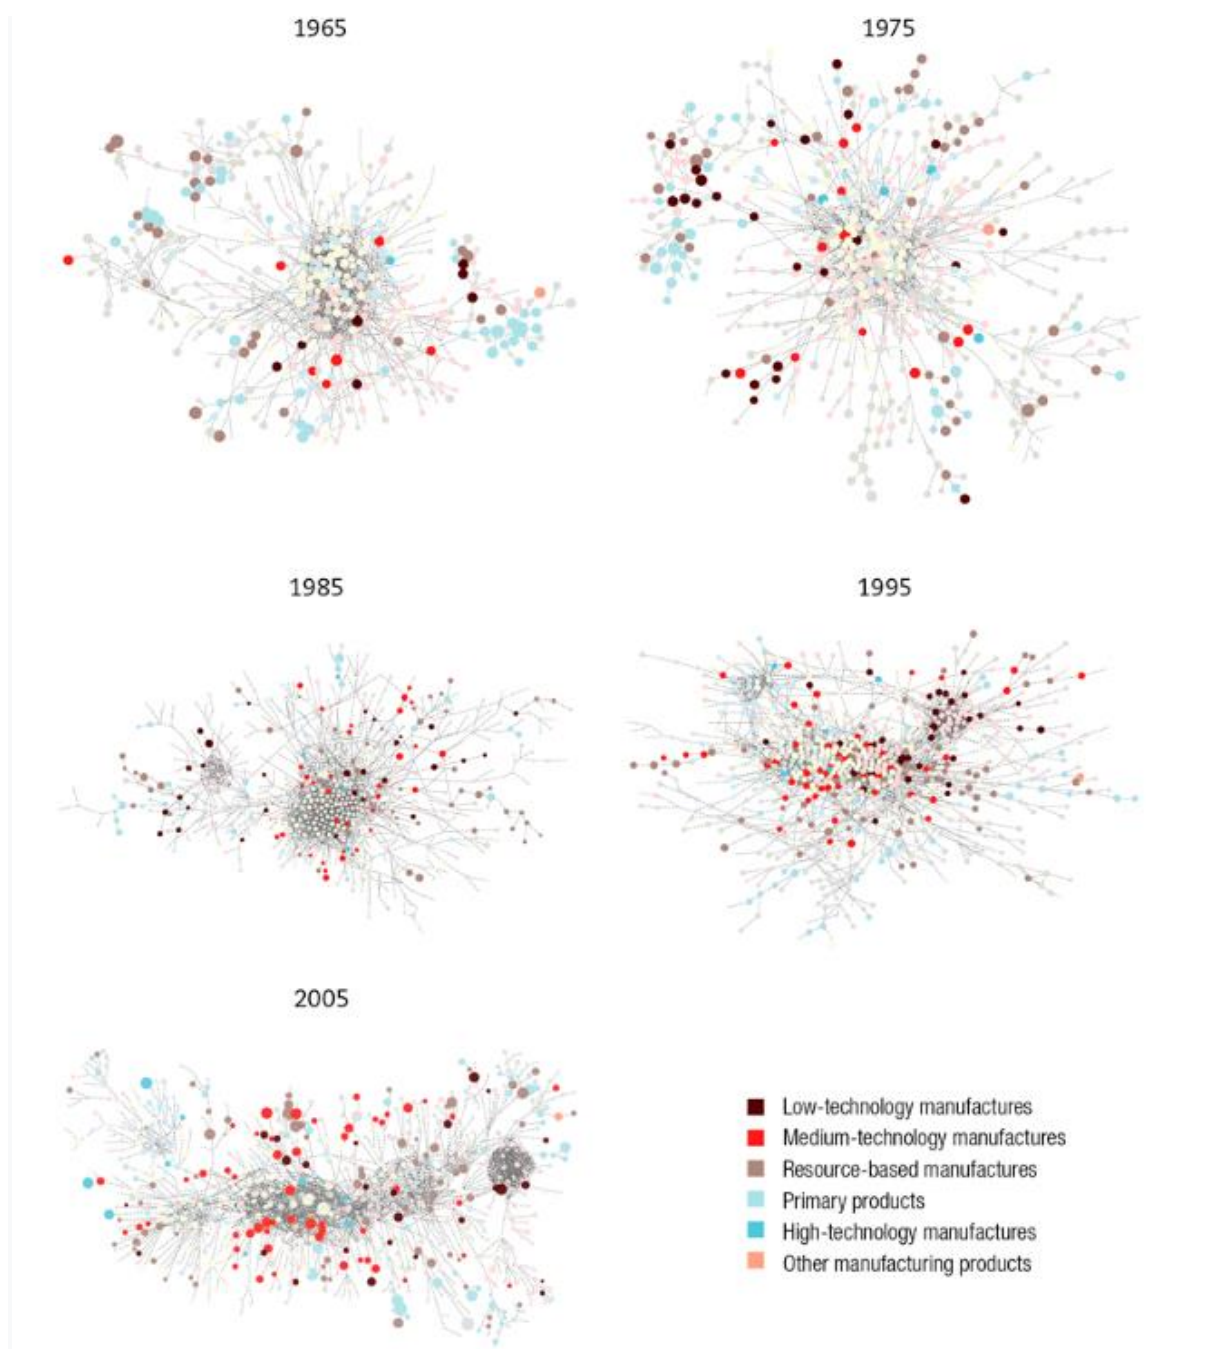 1965
1975
1985
1995
2005
Low-technology manufactures
Medium-technology manufactures
Resource-based manufactures
Primary products
High-technology manufactures
Other manufacturing products